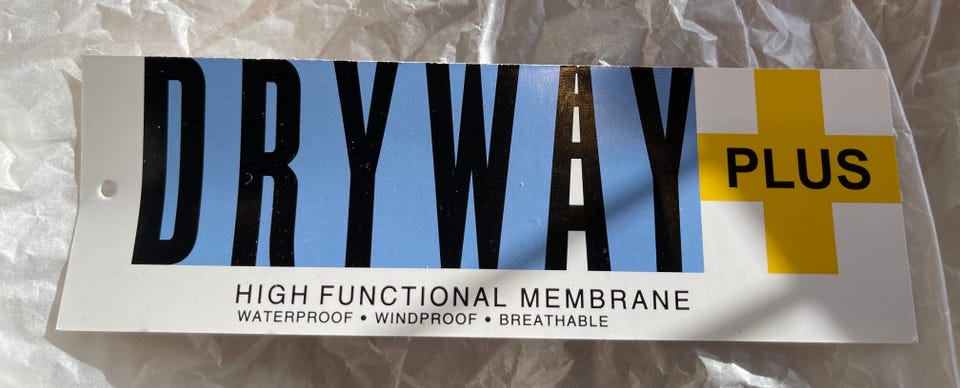 DRYWAY PLUS
HIGH FUNCTIONAL MEMBRANE
WATERPROOF • WINDPROOF • BREATHABLE